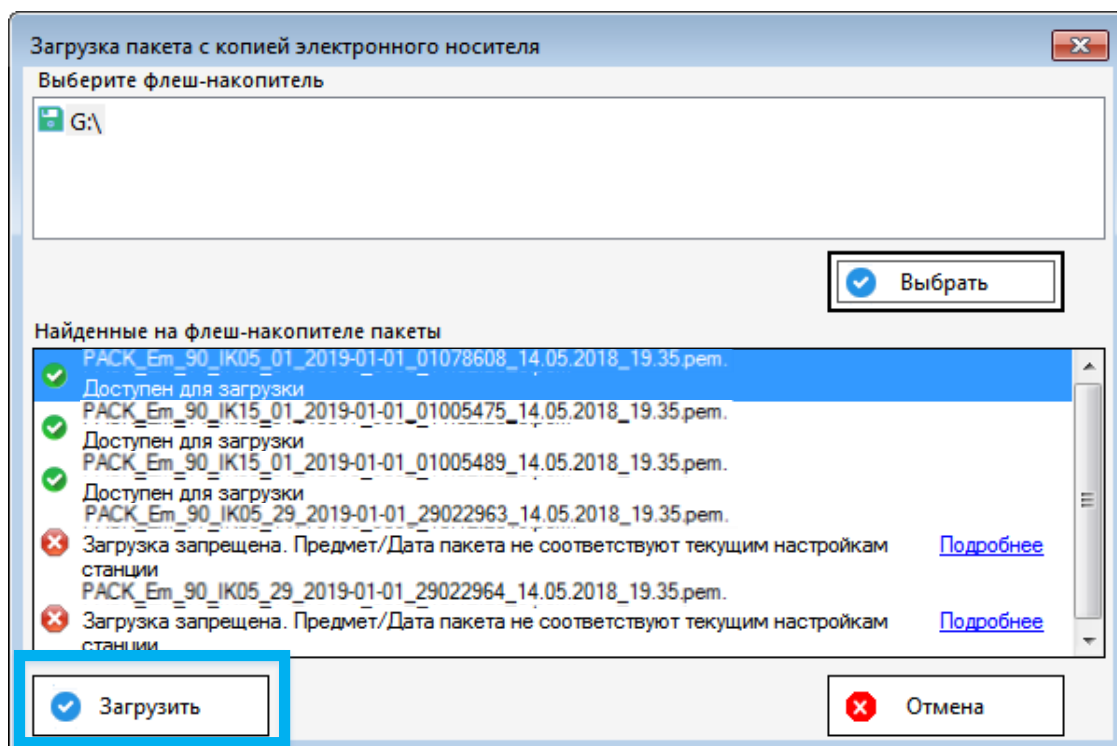 Загрузка пакета с копией электронного носителя
Выберите флеш-накопитель
G:\
Выбрать
Найденные на флеш-накопителе пакеты
PACK_Em_90_IK05_01_2019-01-01_01078608_14.05.2018_19.35.pem.
Доступен для загрузки
PACK_Em_90_IK15_01_2019-01-01_01005475_14.05.2018_19.35.pem.
Доступен для загрузки
PACK_Em_90_IK15_01_2019-01-01_01005489_14.05.2018_19.35.pem.
Доступен для загрузки
PACK_Em_90_IK05_29_2019-01-01_29022963_14.05.2018_19.35.pem.
Загрузка запрещена. Предмет/Дата пакета не соответствуют текущим настройкам Подробнее
станции
PACK_Em_90_IK05_29_2019-01-01_29022964_14.05.2018_19.35.pem.
Загрузка запрещена. Предмет/Дата пакета не соответствуют текущим настройкам Подробнее
станции
Загрузить Отмена